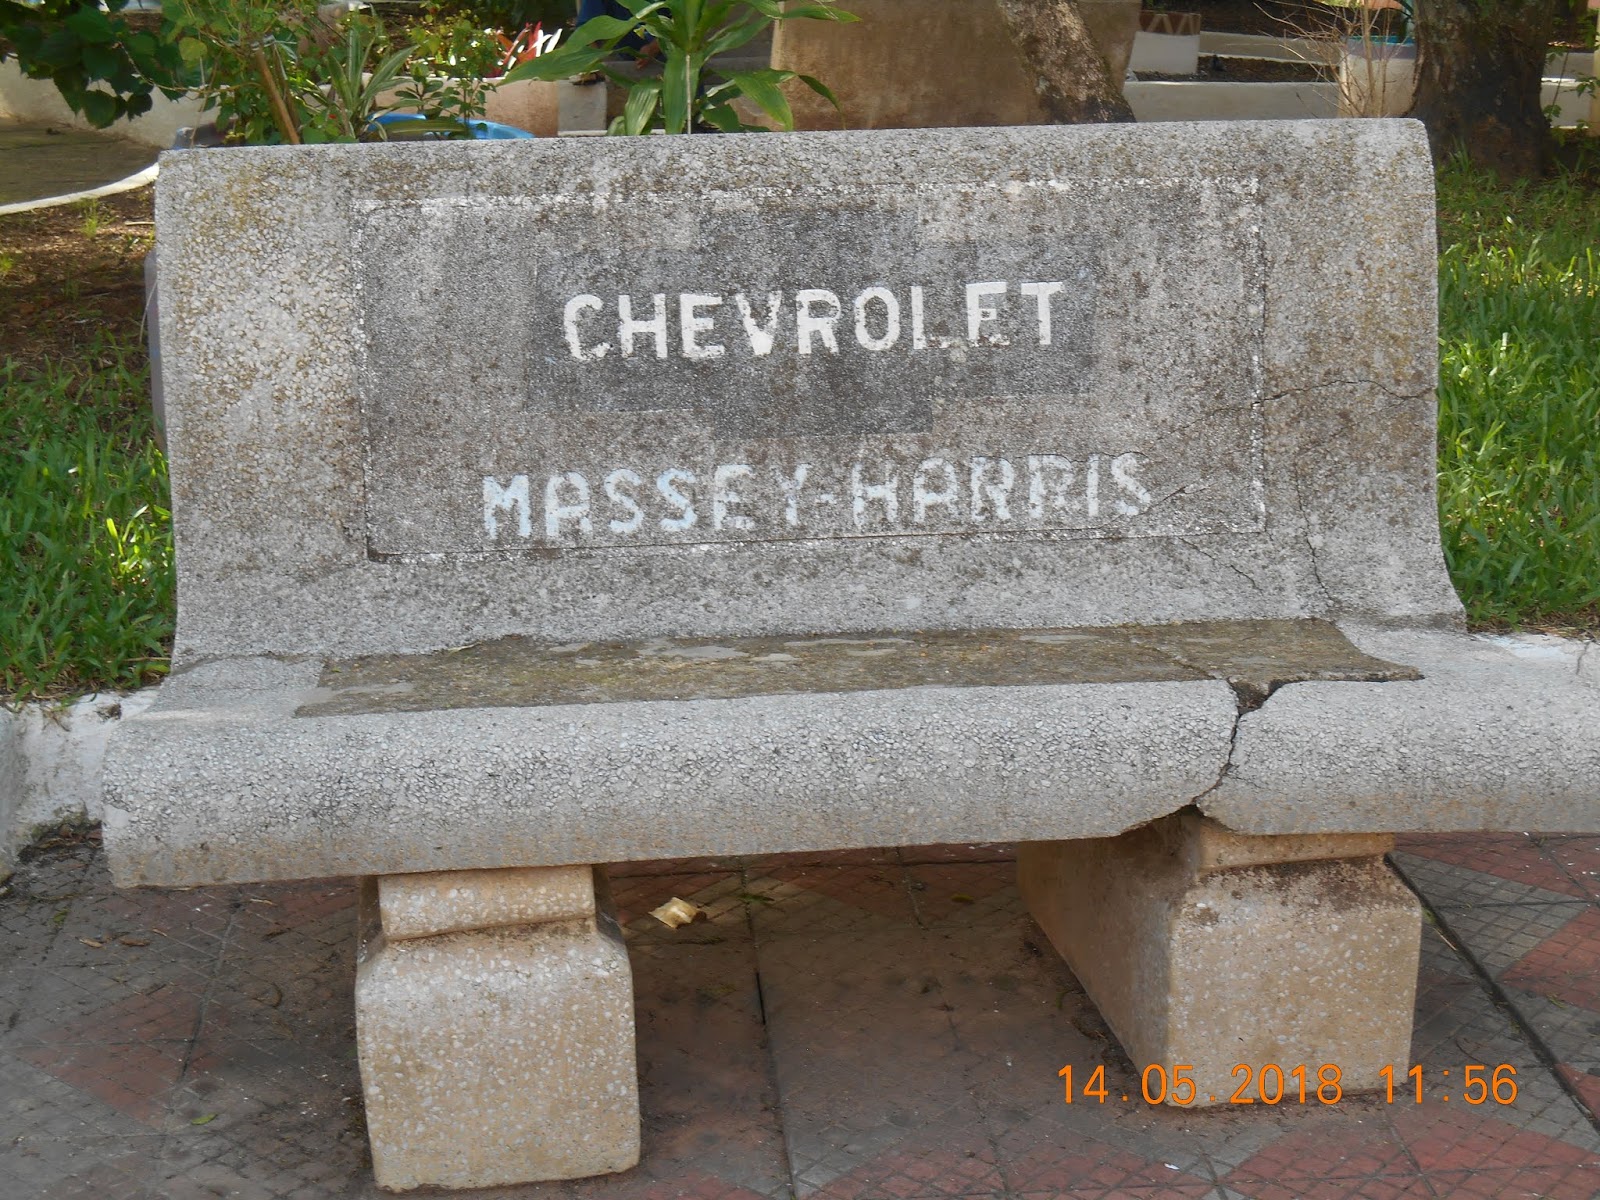 CHEVROLET
MASSEY-HARRIS
14.05.2018 11:56